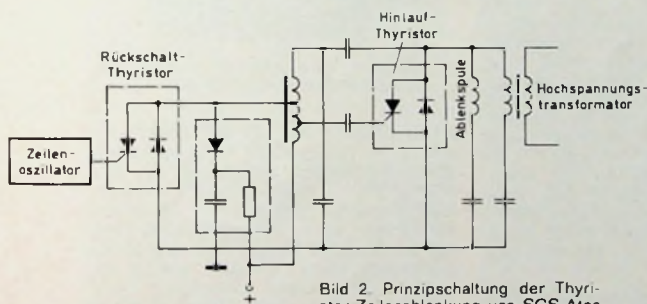 Hinlauf-
Thyristor
Rückschalt-
Thyristor
Ablenkspule
Hochspannungs-
transformator
Zeilen-
oszillator
+
Bild 2. Prinzipschaltung der Thyri-
stor-Zeilenablenkung von SGS-Ates